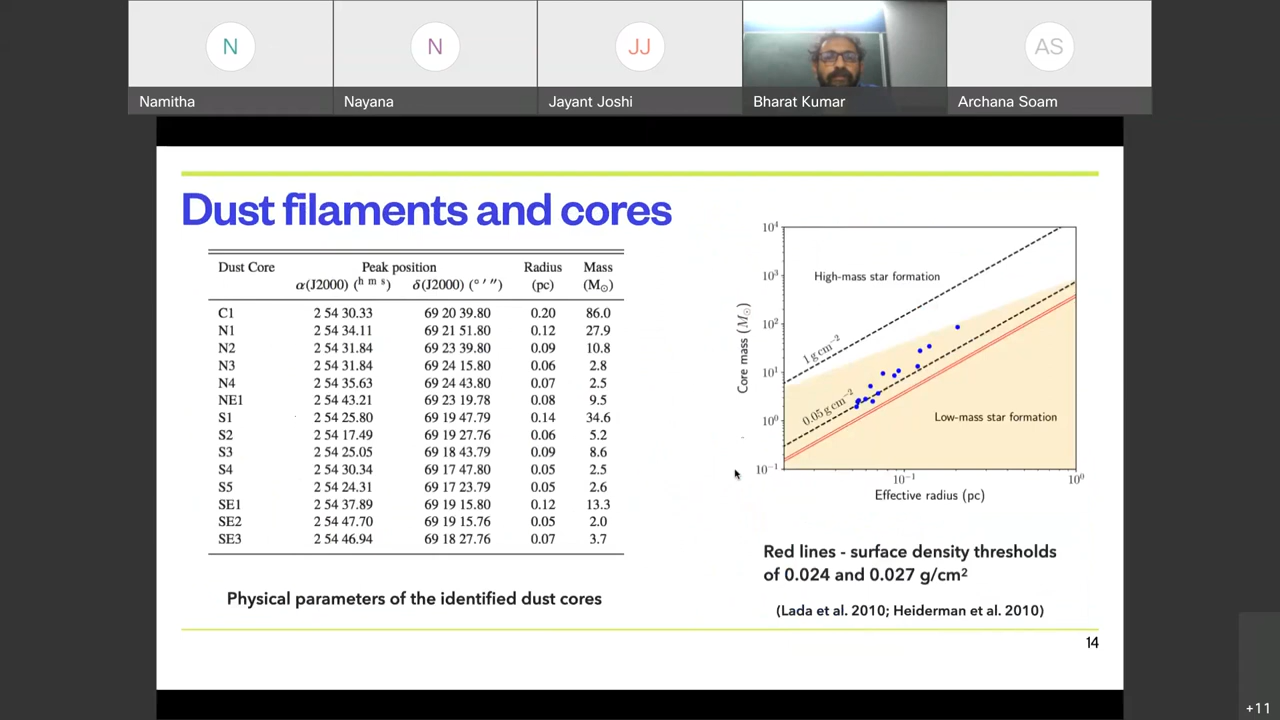 N
N
JJ
AS
Namitha
Nayana
Jayant Joshi
Bharat Kumar
Archana Soam
Dust filaments and cores
Dust Core Peak position Radius Mass
α(J2000) (h m s) δ(J2000) (° ′ ″) (pc) (M⊙)
C1 2 54 30.33 69 20 39.80 0.20 86.0
N1 2 54 34.11 69 21 51.80 0.12 27.9
N2 2 54 31.84 69 23 39.80 0.09 10.8
N3 2 54 31.84 69 24 15.80 0.06 2.8
N4 2 54 35.63 69 24 43.80 0.07 2.5
NE1 2 54 43.21 69 23 19.78 0.08 9.5
S1 2 54 25.80 69 19 47.79 0.14 34.6
S2 2 54 17.49 69 19 27.76 0.06 5.2
S3 2 54 25.05 69 18 43.79 0.09 8.6
S4 2 54 30.34 69 17 47.80 0.05 2.5
S5 2 54 24.31 69 17 23.79 0.05 2.6
SE1 2 54 37.89 69 19 15.80 0.12 13.3
SE2 2 54 47.70 69 19 15.76 0.05 2.0
SE3 2 54 46.94 69 18 27.76 0.07 3.7
Physical parameters of the identified dust cores
10⁴
10³
10²
10¹
10⁰
10⁻¹
Core mass (M⊙)
High-mass star formation
1 g cm⁻²
0.05 g cm⁻²
Low-mass star formation
10⁻¹
10⁰
Effective radius (pc)
Red lines - surface density thresholds
of 0.024 and 0.027 g/cm²
(Lada et al. 2010; Heiderman et al. 2010)
14
+11